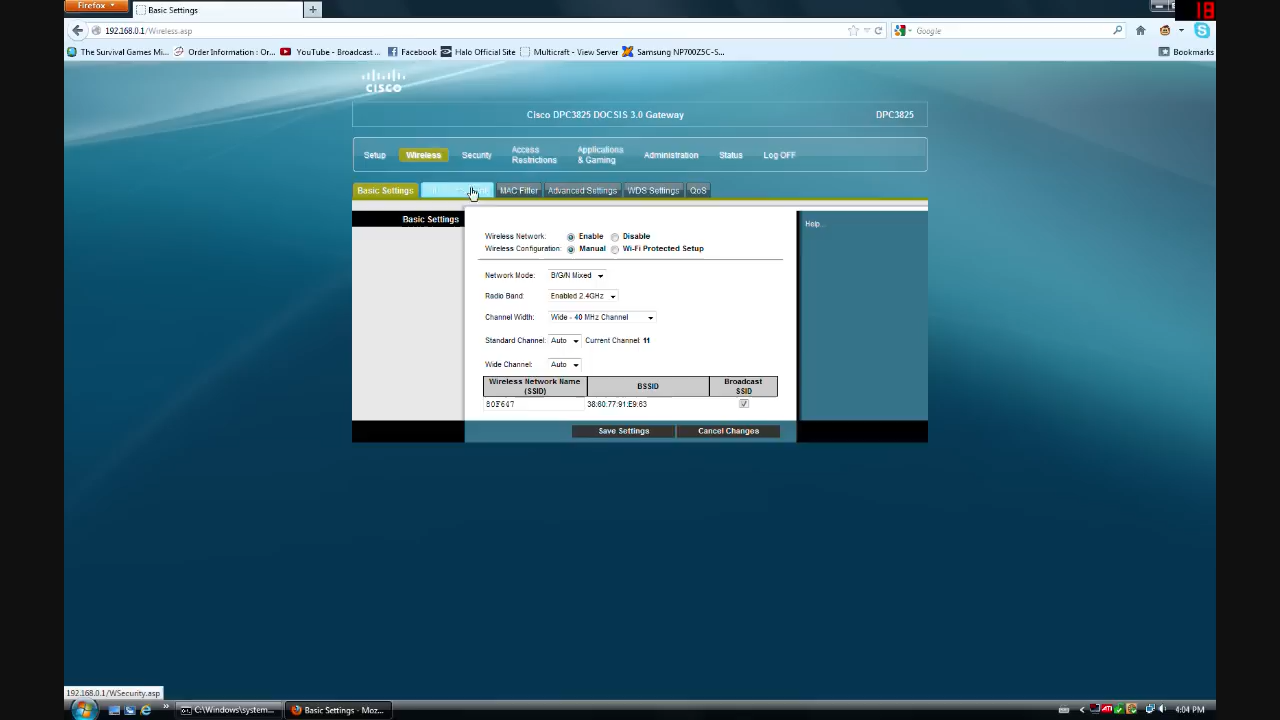 Firefox
Basic Settings
18
192.168.0.1/Wireless.asp
Google
The Survival Games Mi...
Order Information : Or...
YouTube - Broadcast...
Facebook
Halo Official Site
Multicraft - View Server
Samsung NP700Z5C-S...
Bookmarks
CISCO
Cisco DPC3825 DOCSIS 3.0 Gateway
DPC3825
Setup
Wireless
Security
Access
Restrictions
Applications
& Gaming
Administration
Status
Log OFF
Basic Settings
MAC Filter
Advanced Settings
WDS Settings
QoS
Basic Settings
Help...
Wireless Network: Enable Disable
Wireless Configuration: Manual Wi-Fi Protected Setup
Network Mode: B/G/N Mixed
Radio Band: Enabled 2.4GHz
Channel Width: Wide - 40 MHz Channel
Standard Channel: Auto Current Channel: 11
Wide Channel: Auto
Wireless Network Name
(SSID)
BSSID
Broadcast
SSID
80F647 38:60:77:91:E9:63
Save Settings
Cancel Changes
192.168.0.1/WSecurity.asp
C:\Windows\system...
Basic Settings - Moz...
4:04 PM